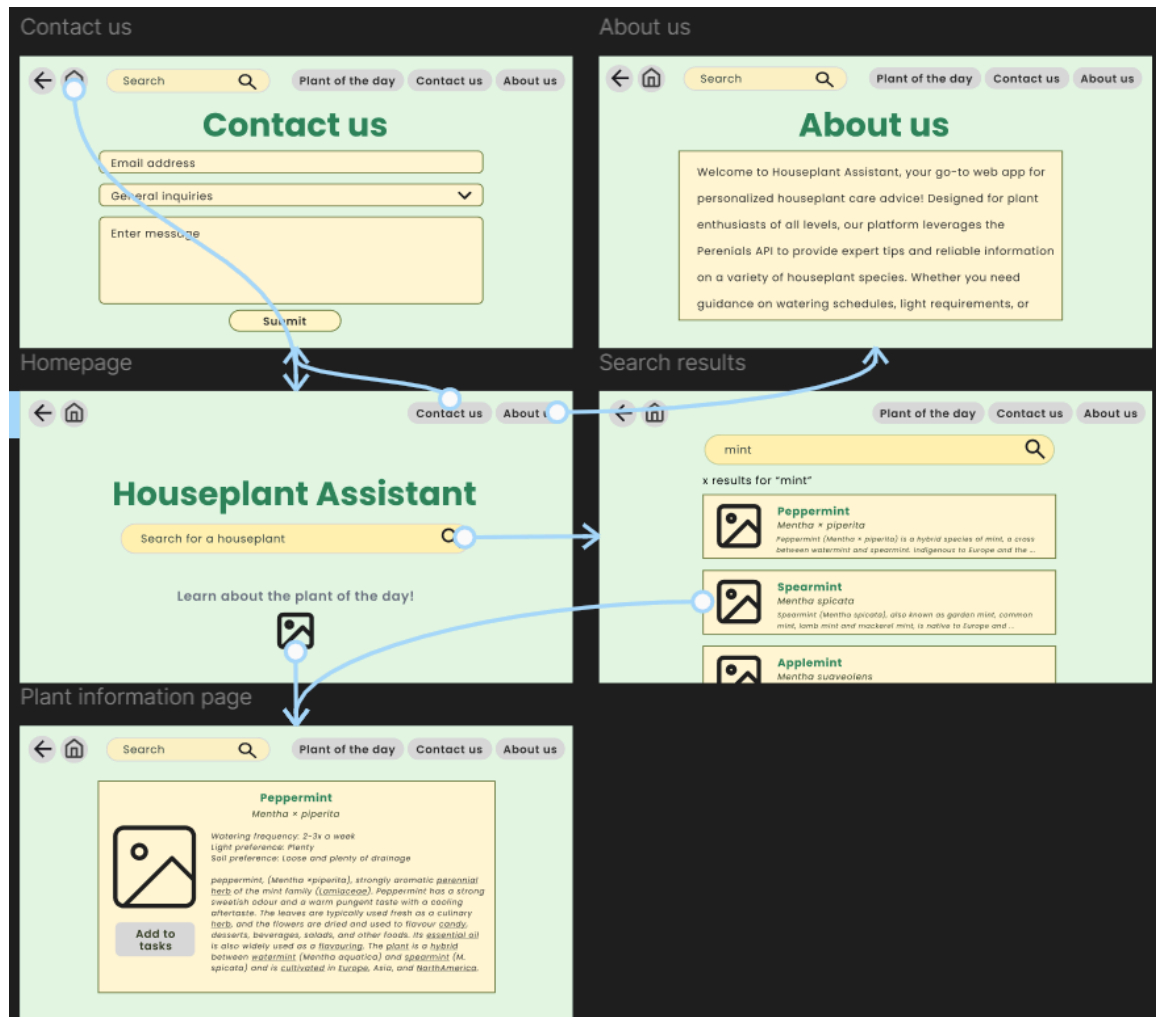 Contact us
Search
Plant of the day
Contact us
About us
Contact us
Email address
General inquiries
Enter message
Submit
About us
Search
Plant of the day
Contact us
About us
About us
Welcome to Houseplant Assistant, your go-to web app for
personalized houseplant care advice! Designed for plant
enthusiasts of all levels, our platform leverages the
Perenials API to provide expert tips and reliable information
on a variety of houseplant species. Whether you need
guidance on watering schedules, light requirements, or
Homepage
Contact us
About us
Houseplant Assistant
Search for a houseplant
Learn about the plant of the day!
Search results
Plant of the day
Contact us
About us
mint
x results for "mint"
Peppermint
Mentha × piperita
Peppermint (Mentha × piperita) is a hybrid species of mint, a cross
between watermint and spearmint. Indigenous to Europe and the ...
Spearmint
Mentha spicata
Spearmint (Mentha spicata), also known as garden mint, common
mint, lamb mint and mackerel mint, is native to Europe and ...
Applemint
Mentha suaveolens
Plant information page
Search
Plant of the day
Contact us
About us
Peppermint
Mentha × piperita
Watering frequency: 2-3x a week
Light preference: Plenty
Soil preference: Loose and plenty of drainage
peppermint, (Mentha ×piperita), strongly aromatic perennial
herb of the mint family (Lamiaceae). Peppermint has a strong
sweetish odour and a warm pungent taste with a cooling
aftertaste. The leaves are typically used fresh as a culinary
herb, and the flowers are dried and used to flavour candy,
desserts, beverages, salads, and other foods. Its essential oil
is also widely used as a flavouring. The plant is a hybrid
between watermint (Mentha aquatica) and spearmint (M.
spicata) and is cultivated in Europe, Asia, and NorthAmerica.
Add to
tasks